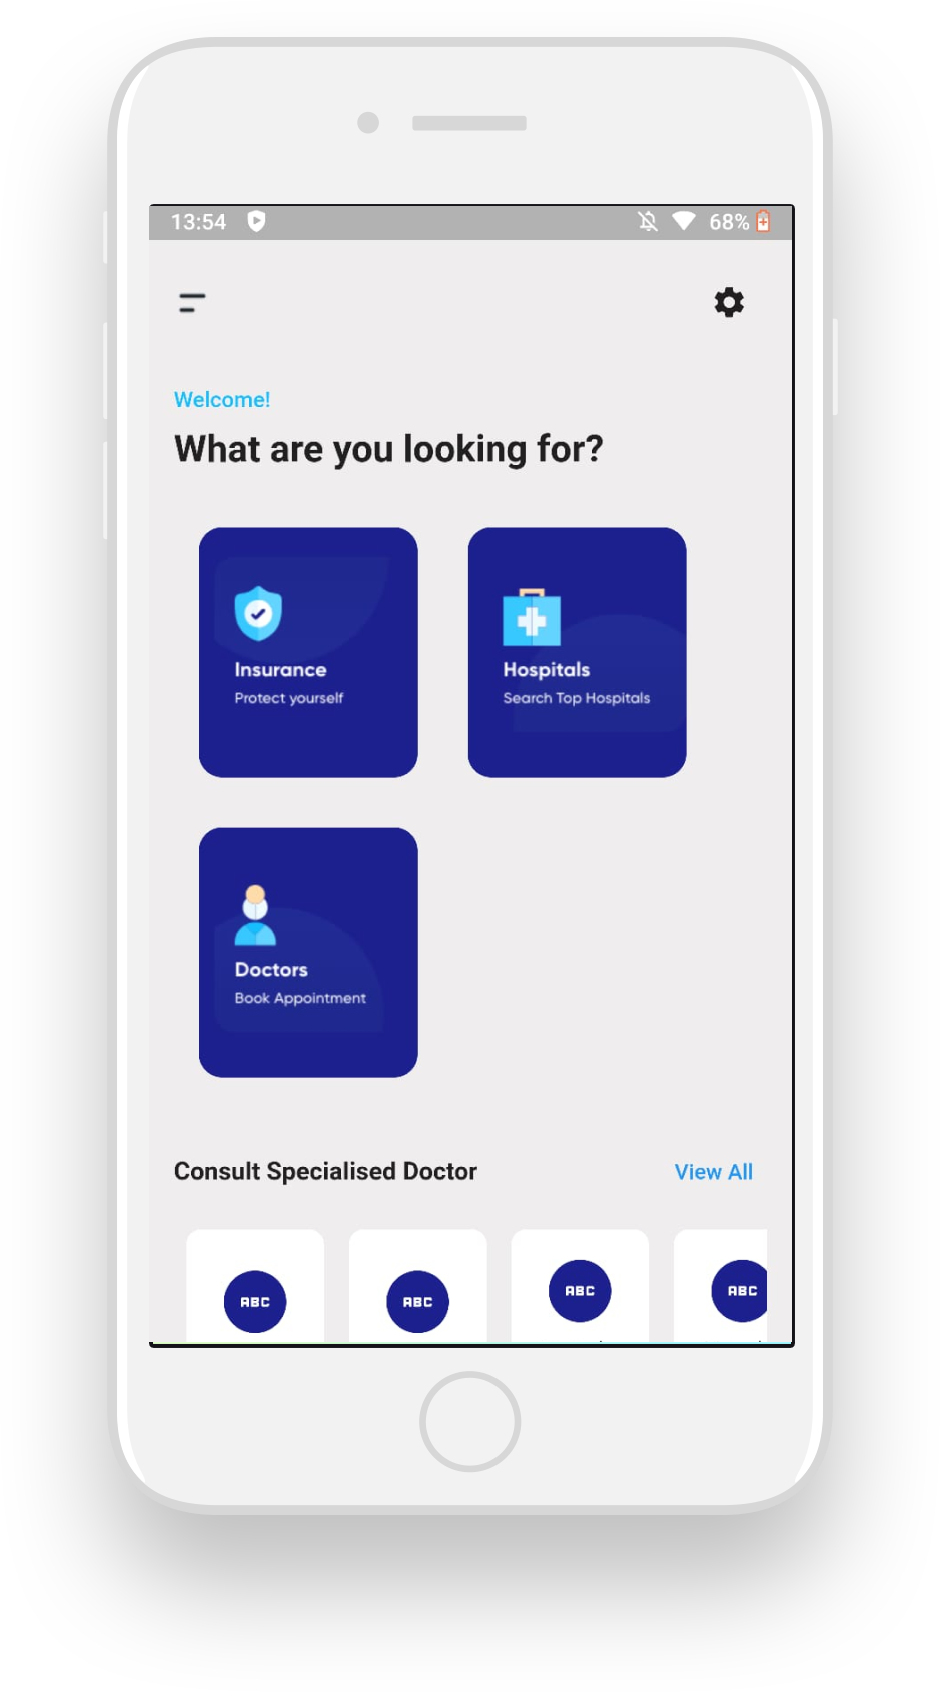 13:54 68%
Welcome!
What are you looking for?
Insurance
Protect yourself
Hospitals
Search Top Hospitals
Doctors
Book Appointment
Consult Specialised Doctor View All
ABC ABC ABC ABC